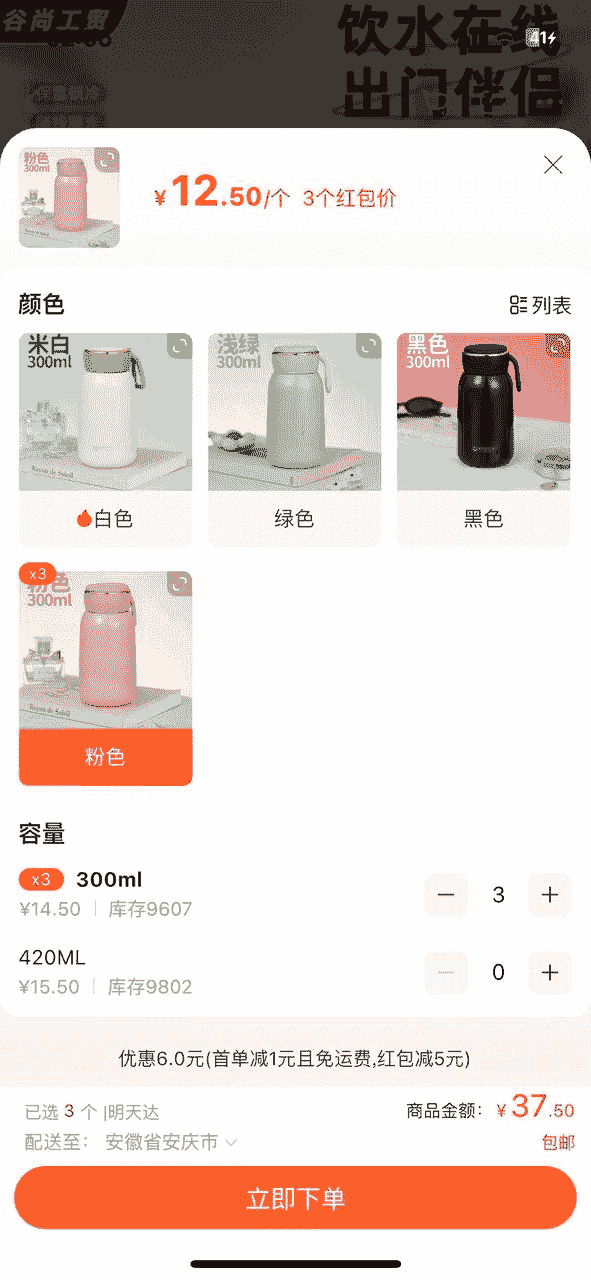 谷尚工贸
饮水在线
41
出门伴侣
粉色
300ml
¥12.50/个 3个红包价
颜色
列表
米白
300ml
浅绿
300ml
黑色
300ml
白色
绿色
黑色
x3
粉色
300ml
粉色
容量
x3 300ml
¥14.50 | 库存9607
3
420ML
¥15.50 | 库存9802
0
优惠6.0元(首单减1元且免运费,红包减5元)
已选 3 个 |明天达
商品金额: ¥37.50
配送至: 安徽省安庆市
包邮
立即下单